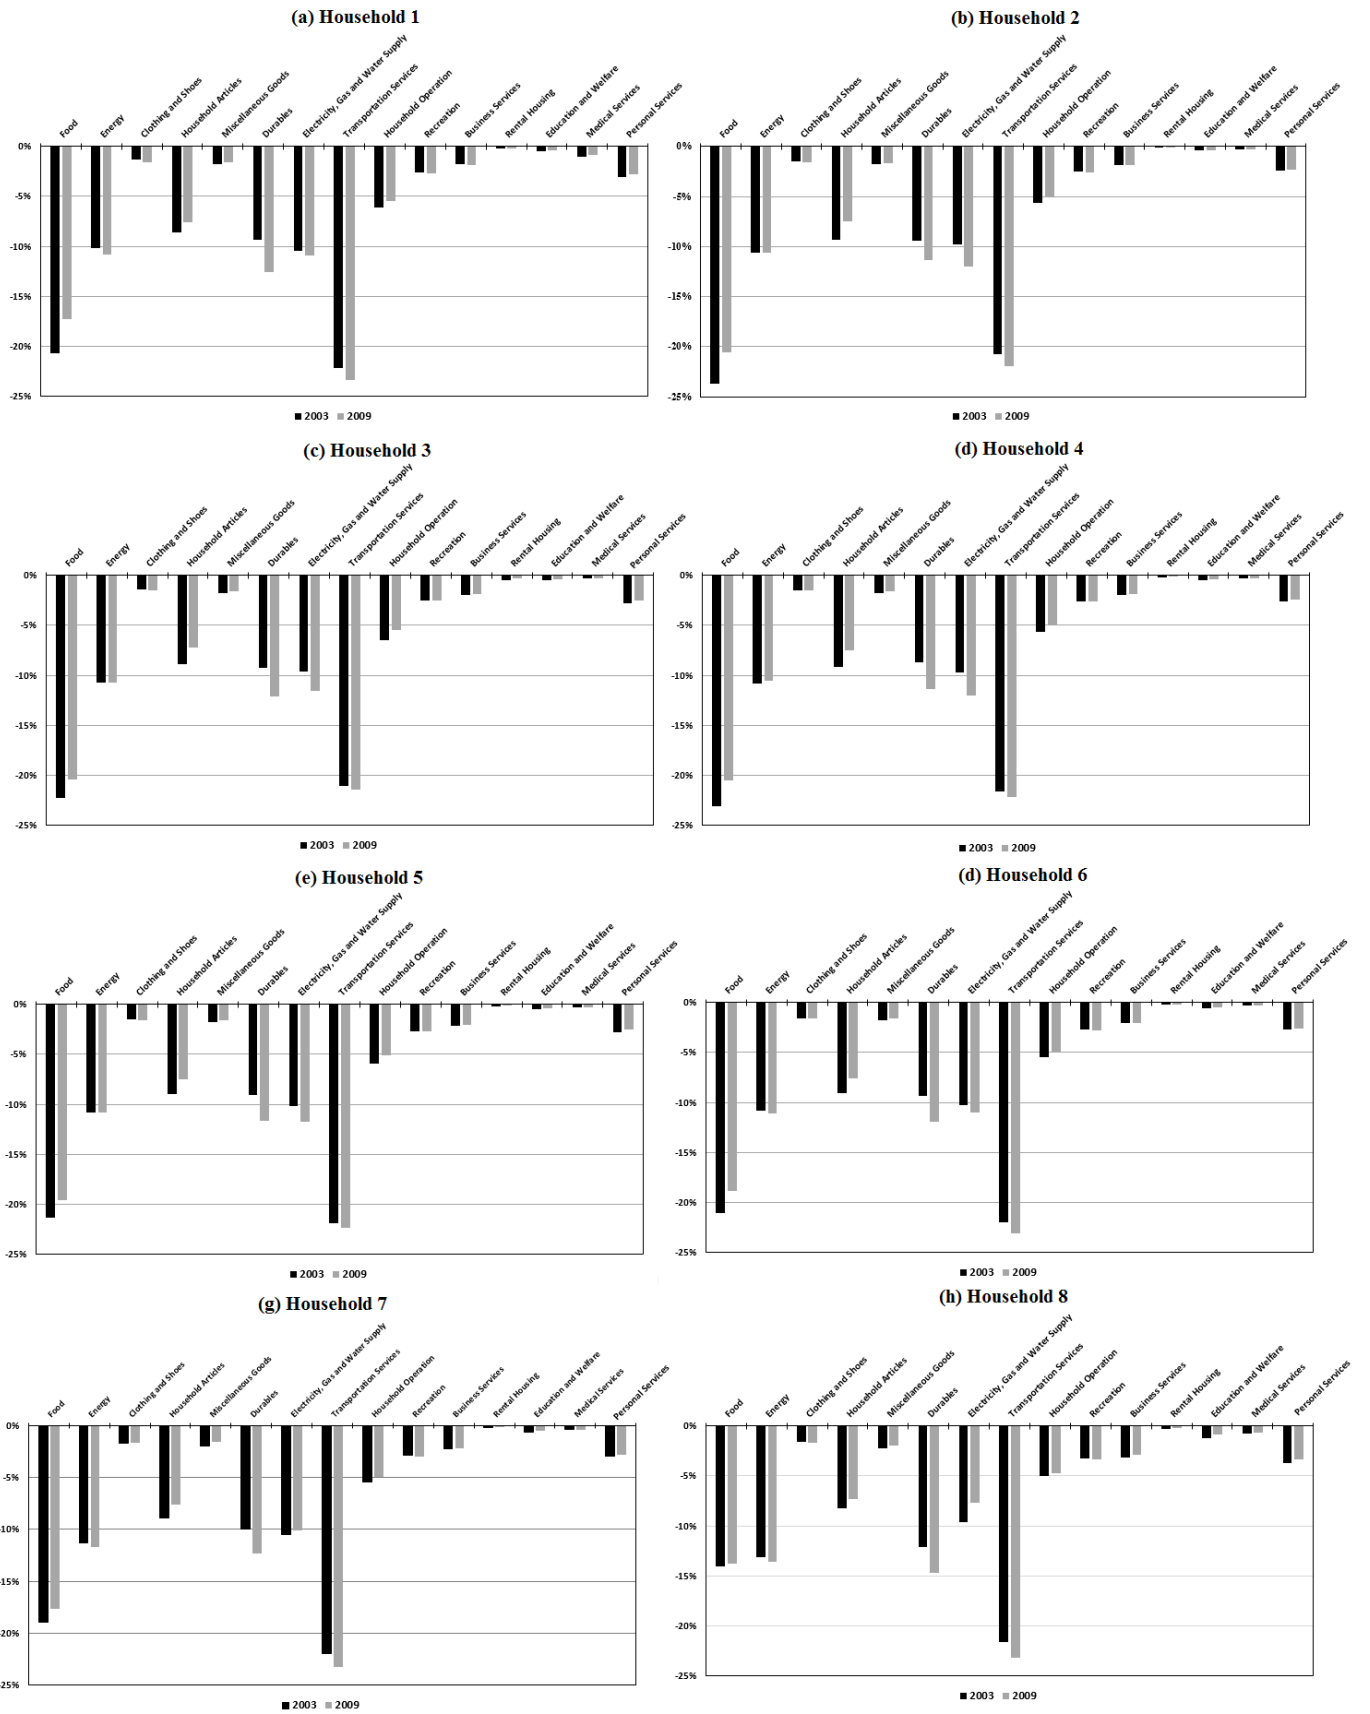 (a) Household 1
Food
Energy
Clothing and Shoes
Household Articles
Miscellaneous Goods
Durables
Electricity, Gas and Water Supply
Transportation Services
Household Operation
Recreation
Business Services
Rental Housing
Education and Welfare
Medical Services
Personal Services
0%
-5%
-10%
-15%
-20%
-25%
2003 2009
(b) Household 2
Food
Energy
Clothing and Shoes
Household Articles
Miscellaneous Goods
Durables
Electricity, Gas and Water Supply
Transportation Services
Household Operation
Recreation
Business Services
Rental Housing
Education and Welfare
Medical Services
Personal Services
0%
-5%
-10%
-15%
-20%
-25%
2003 2009
(c) Household 3
Food
Energy
Clothing and Shoes
Household Articles
Miscellaneous Goods
Durables
Electricity, Gas and Water Supply
Transportation Services
Household Operation
Recreation
Business Services
Rental Housing
Education and Welfare
Medical Services
Personal Services
0%
-5%
-10%
-15%
-20%
-25%
2003 2009
(d) Household 4
Food
Energy
Clothing and Shoes
Household Articles
Miscellaneous Goods
Durables
Electricity, Gas and Water Supply
Transportation Services
Household Operation
Recreation
Business Services
Rental Housing
Education and Welfare
Medical Services
Personal Services
0%
-5%
-10%
-15%
-20%
-25%
2003 2009
(e) Household 5
Food
Energy
Clothing and Shoes
Household Articles
Miscellaneous Goods
Durables
Electricity, Gas and Water Supply
Transportation Services
Household Operation
Recreation
Business Services
Rental Housing
Education and Welfare
Medical Services
Personal Services
0%
-5%
-10%
-15%
-20%
-25%
2003 2009
(d) Household 6
Food
Energy
Clothing and Shoes
Household Articles
Miscellaneous Goods
Durables
Electricity, Gas and Water Supply
Transportation Services
Household Operation
Recreation
Business Services
Rental Housing
Education and Welfare
Medical Services
Personal Services
0%
-5%
-10%
-15%
-20%
-25%
2003 2009
(g) Household 7
Food
Energy
Clothing and Shoes
Household Articles
Miscellaneous Goods
Durables
Electricity, Gas and Water Supply
Transportation Services
Household Operation
Recreation
Business Services
Rental Housing
Education and Welfare
Medical Services
Personal Services
0%
-5%
-10%
-15%
-20%
-25%
2003 2009
(h) Household 8
Food
Energy
Clothing and Shoes
Household Articles
Miscellaneous Goods
Durables
Electricity, Gas and Water Supply
Transportation Services
Household Operation
Recreation
Business Services
Rental Housing
Education and Welfare
Medical Services
Personal Services
0%
-5%
-10%
-15%
-20%
-25%
2003 2009